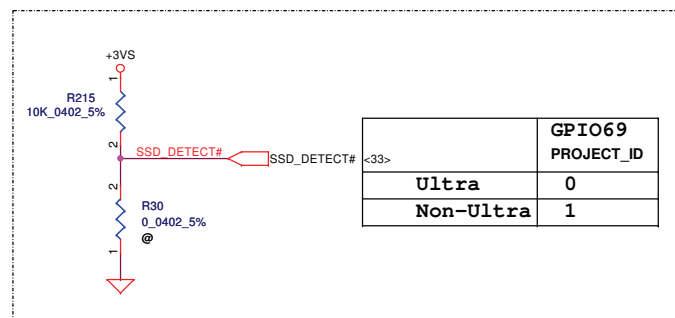 +3VS
1
R215
10K_0402_5%
2
SSD_DETECT#
SSD_DETECT# <33>
2
R30
0_0402_5%
@
1
GPIO69
PROJECT_ID
Ultra 0
Non-Ultra 1